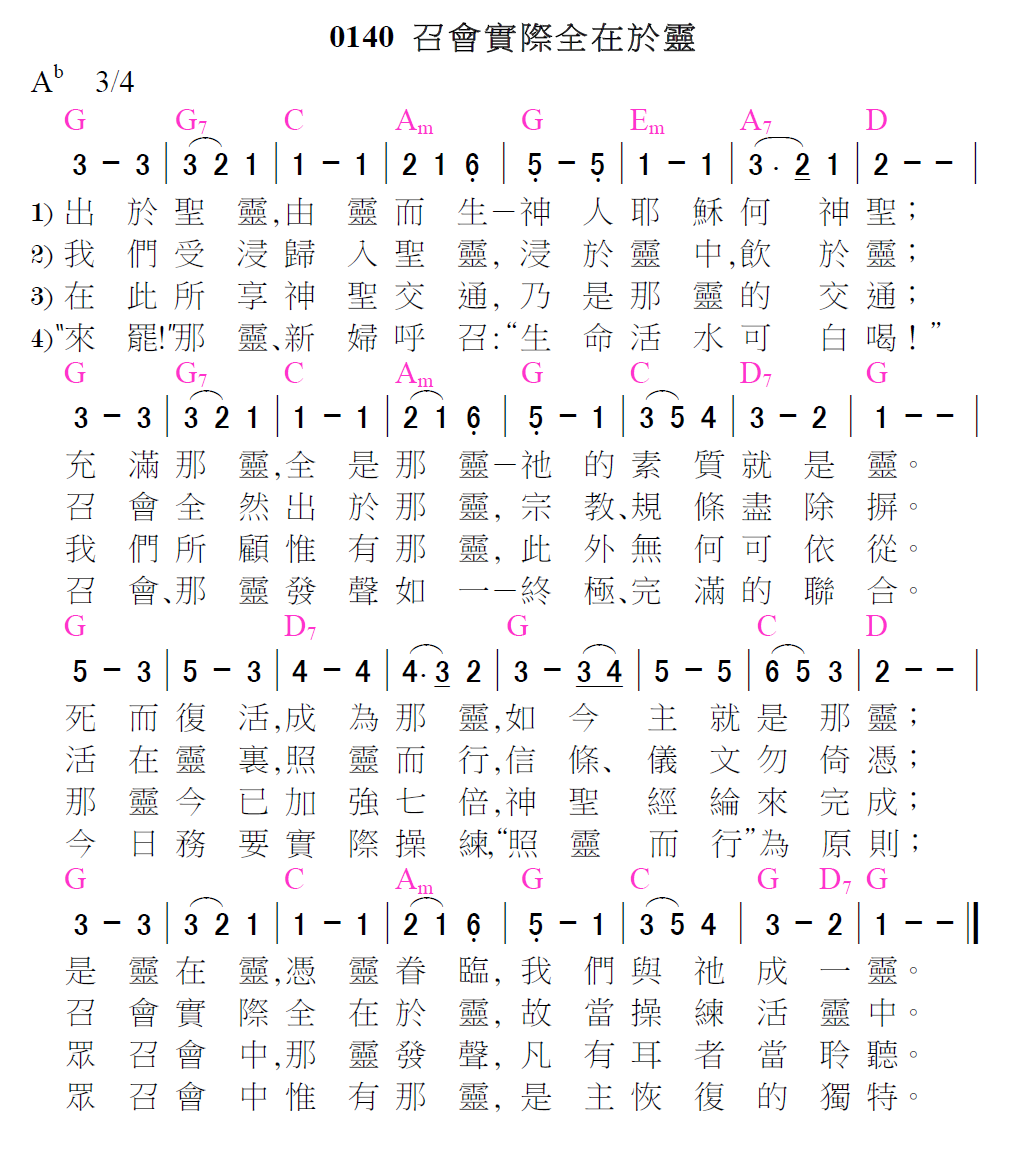 0140 召會實際全在於靈
A♭ 3/4
G G7 C Am G Em A7 D
3 - 3 | 3 2 1 | 1 - 1 | 2 1 6̣ | 5̣ - 5̣ | 1 - 1 | 3 . 2 1 | 2 - - |
1) 出於聖靈,由靈而生–神人耶穌何神聖；
2) 我們受浸歸入聖靈,浸於靈中,飲於靈；
3) 在此所享神聖交通,乃是那靈的交通；
4) “來罷!”那靈、新婦呼召:“生命活水可白喝！”
G G7 C Am G C D7 G
3 - 3 | 3 2 1 | 1 - 1 | 2 1 6̣ | 5̣ - 1 | 3 5 4 | 3 - 2 | 1 - - |
充滿那靈,全是那靈–祂的素質就是靈。
召會全然出於那靈,宗教、規條盡除摒。
我們所顧惟有那靈,此外無何可依從。
召會、那靈發聲如一–終極、完滿的聯合。
G D7 G C D
5 - 3 | 5 - 3 | 4 - 4 | 4 . 3 2 | 3 - 3 4 | 5 - 5 | 6 5 3 | 2 - - |
死而復活,成為那靈,如今主就是那靈；
活在靈裏,照靈而行,信條、儀文勿倚憑；
那靈今已加強七倍,神聖經綸來完成；
今日務要實際操練,“照靈而行”為原則；
G C Am G C G D7 G
3 - 3 | 3 2 1 | 1 - 1 | 2 1 6̣ | 5̣ - 1 | 3 5 4 | 3 - 2 | 1 - - ‖
是靈在靈,憑靈眷臨,我們與祂成一靈。
召會實際全在於靈,故當操練活靈中。
眾召會中,那靈發聲,凡有耳者當聆聽。
眾召會中惟有那靈,是主恢復的獨特。